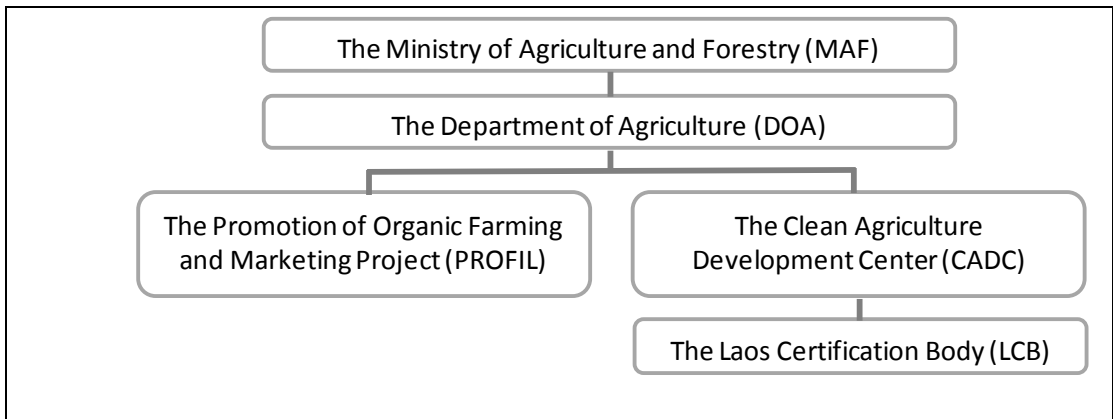 The Ministry of Agriculture and Forestry (MAF)
The Department of Agriculture (DOA)
The Promotion of Organic Farming
and Marketing Project (PROFIL)
The Clean Agriculture
Development Center (CADC)
The Laos Certification Body (LCB)